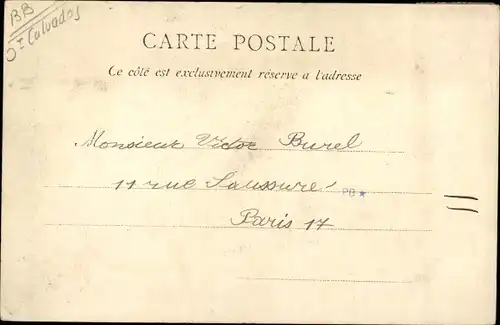 BB
Ot Calvados
CARTE POSTALE
Ce côté est exclusivement réservé a l'adresse
Monsieur Victor Burel
11 rue Saussure
PB★
Paris 17